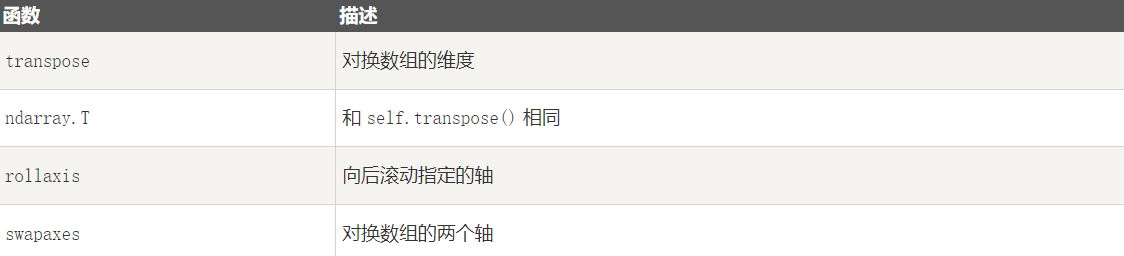 函数 描述
transpose 对换数组的维度
ndarray.T 和 self.transpose() 相同
rollaxis 向后滚动指定的轴
swapaxes 对换数组的两个轴